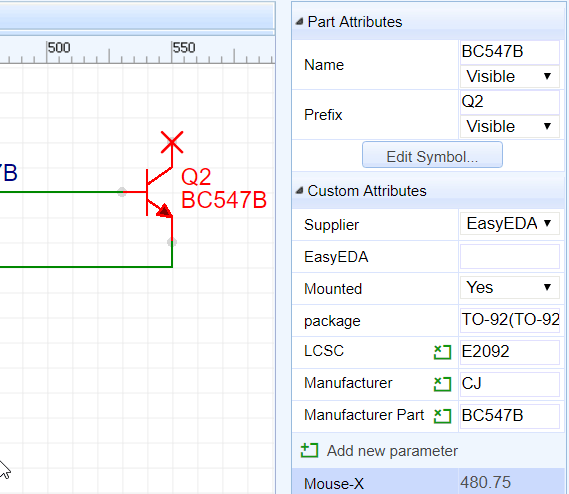 500
550
7B
Q2
BC547B
Part Attributes
Name
BC547B
Visible
Prefix
Q2
Visible
Edit Symbol...
Custom Attributes
Supplier
EasyEDA
EasyEDA
Mounted
Yes
package
TO-92(TO-92
LCSC
E2092
Manufacturer
CJ
Manufacturer Part
BC547B
Add new parameter
Mouse-X
480.75